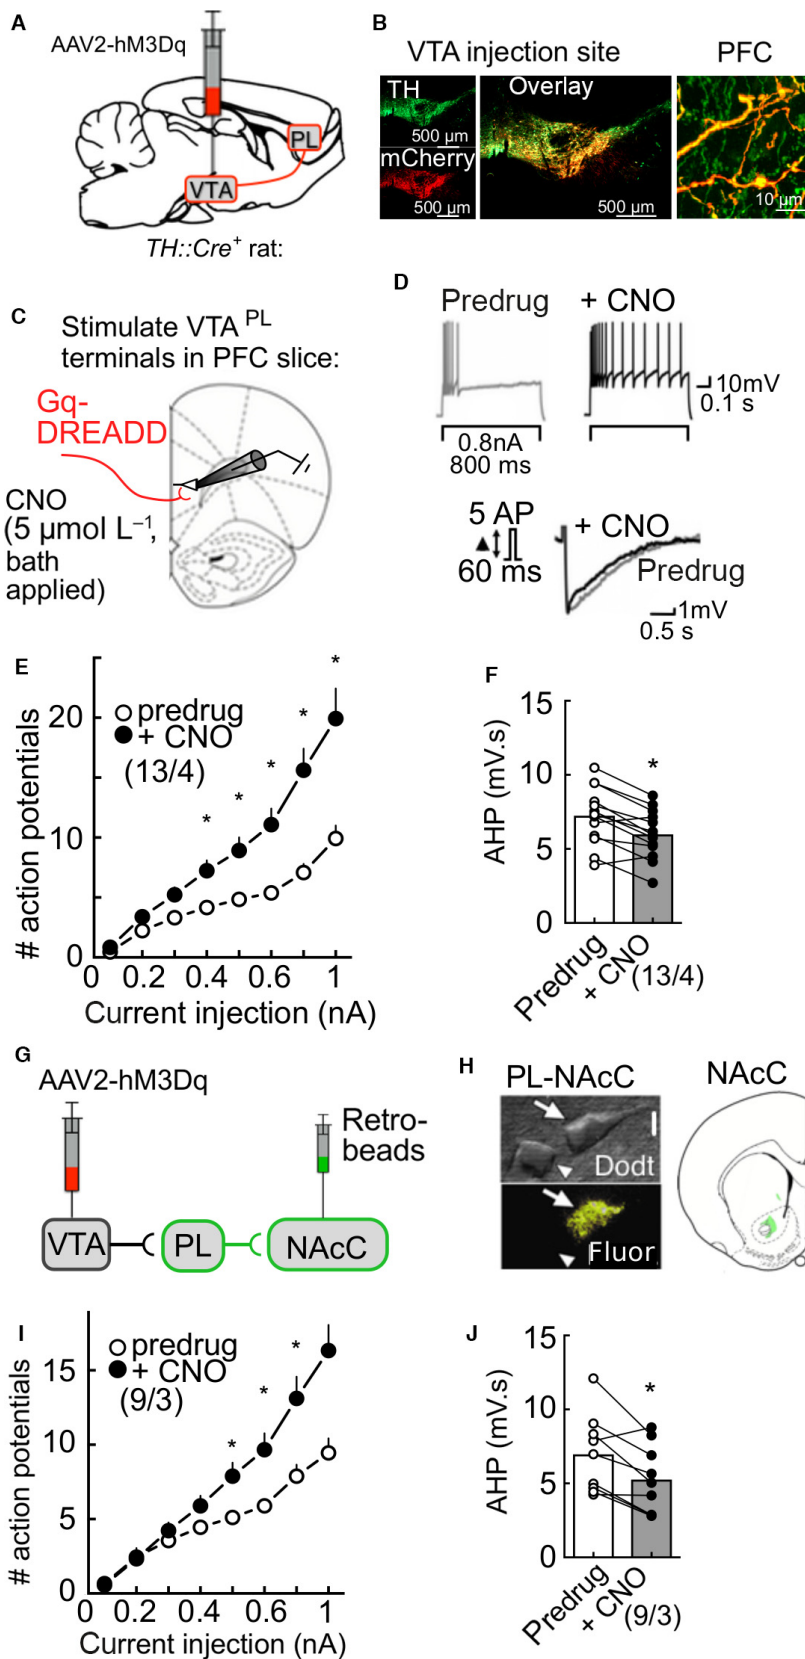 A
AAV2-hM3Dq
PL
VTA
TH::Cre+ rat:
B
VTA injection site
PFC
TH
Overlay
500 µm
mCherry
500 µm
500 µm
10 µm
C
Stimulate VTA PL
terminals in PFC slice:
Gq-
DREADD
CNO
(5 µmol L–1,
bath
applied)
D
Predrug
+ CNO
10mV
0.1 s
0.8nA
800 ms
5 AP
60 ms
+ CNO
Predrug
1mV
0.5 s
E
# action potentials
20
10
0
predrug
+ CNO
(13/4)
*
*
*
*
*
0 0.2 0.6 1
Current injection (nA)
F
AHP (mV.s)
15
10
5
0
*
Predrug
+ CNO
(13/4)
G
AAV2-hM3Dq
Retro-
beads
VTA
PL
NAcC
H
PL-NAcC
NAcC
Dodt
Fluor
I
# action potentials
15
10
5
0
predrug
+ CNO
(9/3)
*
*
*
0 0.2 0.4 0.6 1
Current injection (nA)
J
AHP (mV.s)
15
10
5
0
*
Predrug
+ CNO
(9/3)